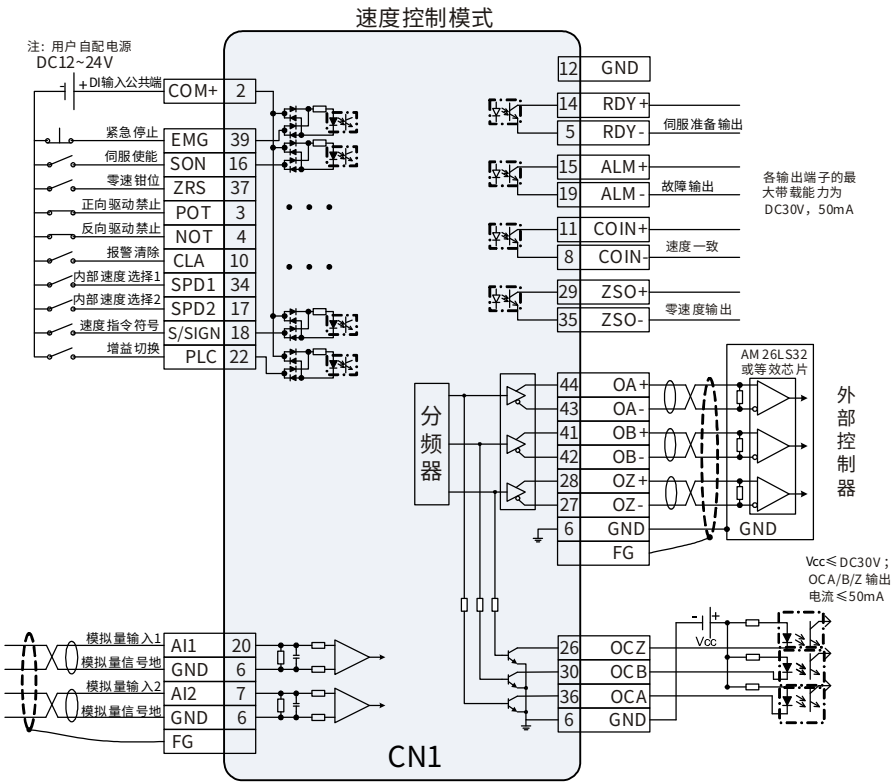 速度控制模式
注：用户自配电源
DC12~24V
- + DI输入公共端
COM+ 2
紧急停止
EMG 39
伺服使能
SON 16
零速钳位
ZRS 37
正向驱动禁止
POT 3
反向驱动禁止
NOT 4
报警清除
CLA 10
内部速度选择1
SPD1 34
内部速度选择2
SPD2 17
速度指令符号
S/SIGN 18
增益切换
PLC 22
12 GND
14 RDY+
5 RDY-
伺服准备输出
15 ALM+
19 ALM-
故障输出
11 COIN+
8 COIN-
速度一致
29 ZSO+
35 ZSO-
零速度输出
各输出端子的最
大带载能力为
DC30V，50mA
分频器
44 OA+
43 OA-
41 OB+
42 OB-
28 OZ+
27 OZ-
6 GND
FG
AM26LS32
或等效芯片
GND
外部控制器
Vcc≤DC30V；
OCA/B/Z 输出
电流≤50mA
- +
Vcc
26 OCZ
30 OCB
36 OCA
6 GND
模拟量输入1
AI1 20
模拟量信号地
GND 6
模拟量输入2
AI2 7
模拟量信号地
GND 6
FG
CN1